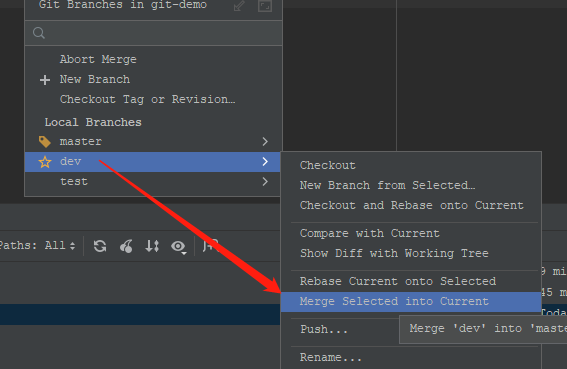 Git Branches in git-demo
Abort Merge
New Branch
Checkout Tag or Revision…
Local Branches
master
dev
test
Checkout
New Branch from Selected…
Checkout and Rebase onto Current
Compare with Current
Show Diff with Working Tree
Rebase Current onto Selected
Merge Selected into Current
Push...
Merge 'dev' into 'maste
Rename...
Paths: All
9 mi
45 m
Toda